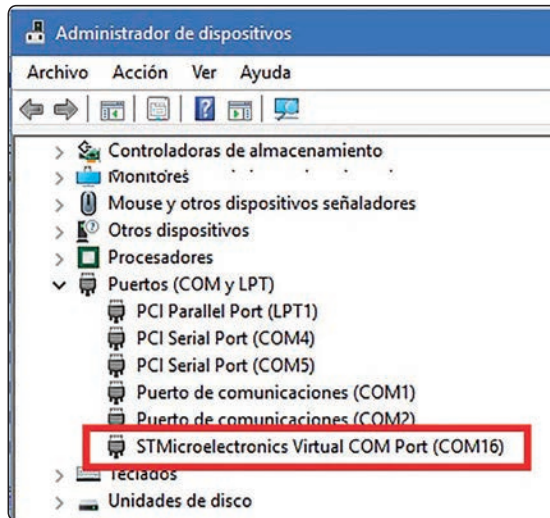 Administrador de dispositivos
Archivo Acción Ver Ayuda
Controladoras de almacenamiento
Monitores
Mouse y otros dispositivos señaladores
Otros dispositivos
Procesadores
Puertos (COM y LPT)
PCI Parallel Port (LPT1)
PCI Serial Port (COM4)
PCI Serial Port (COM5)
Puerto de comunicaciones (COM1)
Puerto de comunicaciones (COM2)
STMicroelectronics Virtual COM Port (COM16)
Teclados
Unidades de disco